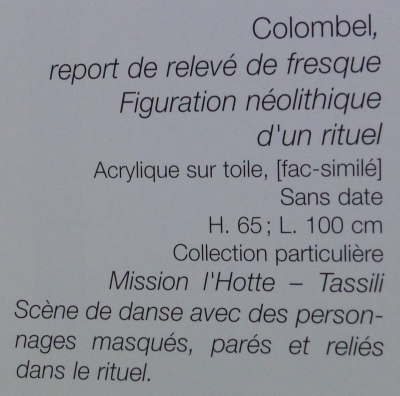 Colombel,
report de relevé de fresque
Figuration néolithique
d'un rituel
Acrylique sur toile, [fac-similé]
Sans date
H. 65 ; L. 100 cm
Collection particulière
Mission l'Hotte – Tassili
Scène de danse avec des person-
nages masqués, parés et reliés
dans le rituel.